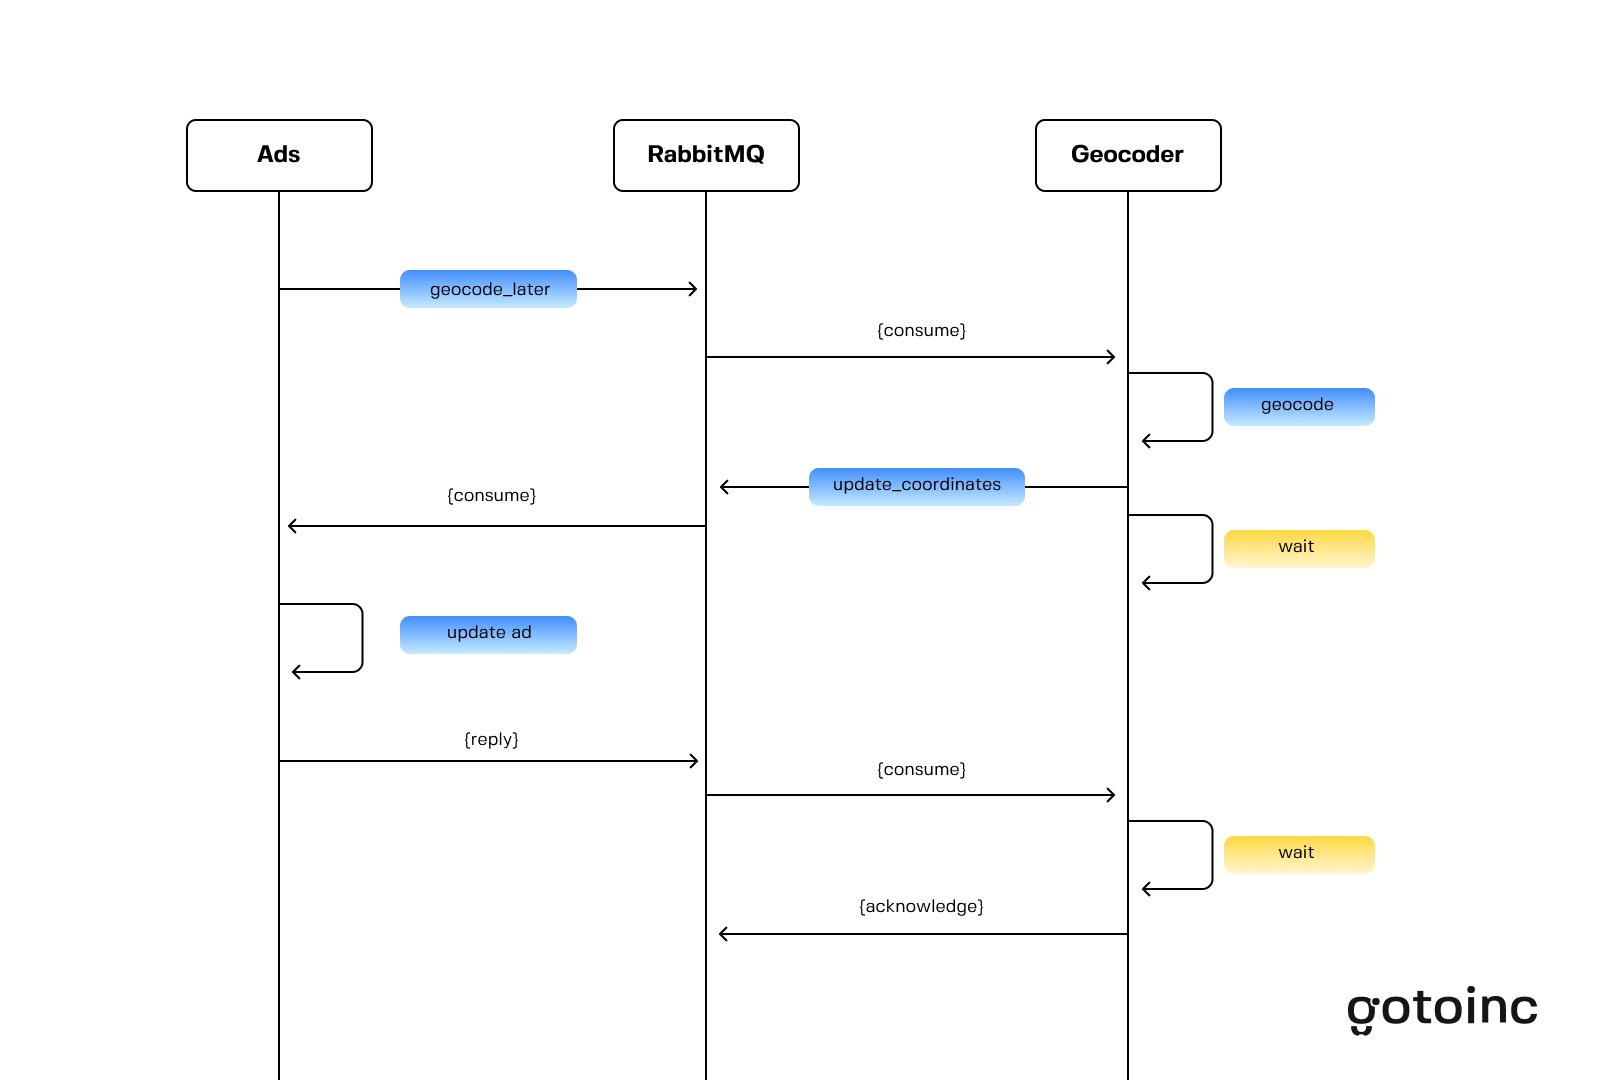 Ads
RabbitMQ
Geocoder
geocode_later
{consume}
geocode
update_coordinates
{consume}
wait
update ad
{reply}
{consume}
wait
{acknowledge}
gotoinc